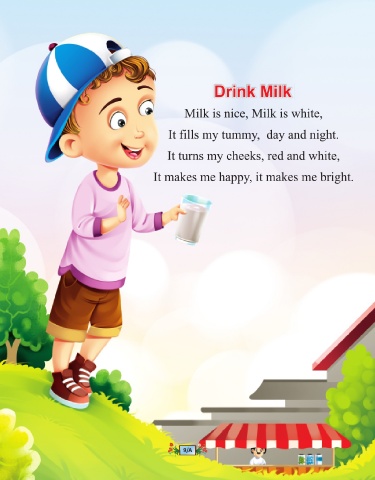 Drink Milk
Milk is nice, Milk is white,
It fills my tummy, day and night.
It turns my cheeks, red and white,
It makes me happy, it makes me bright.
9/A